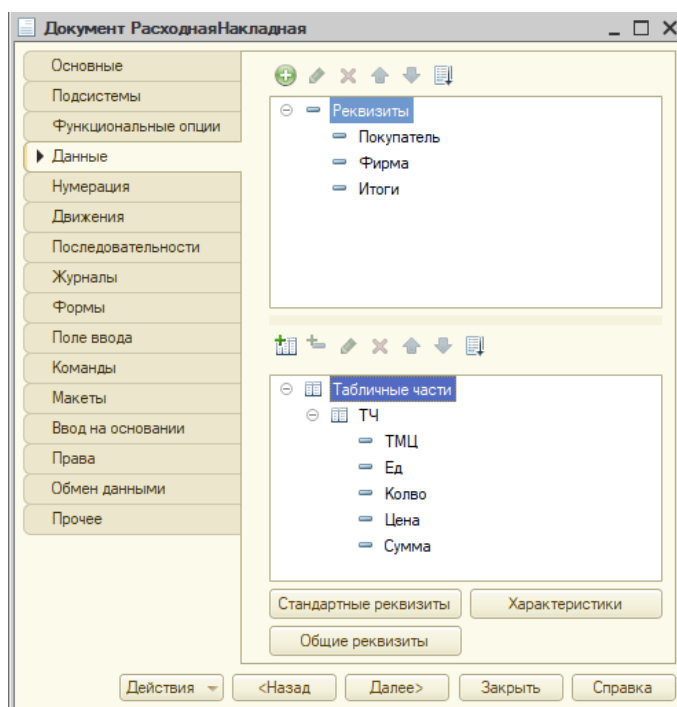 Документ РасходнаяНакладная
Основные
Подсистемы
Функциональные опции
Данные
Нумерация
Движения
Последовательности
Журналы
Формы
Поле ввода
Команды
Макеты
Ввод на основании
Права
Обмен данными
Прочее
Реквизиты
Покупатель
Фирма
Итоги
Табличные части
ТЧ
ТМЦ
Ед
Колво
Цена
Сумма
Стандартные реквизиты
Характеристики
Общие реквизиты
Действия
<Назад
Далее>
Закрыть
Справка